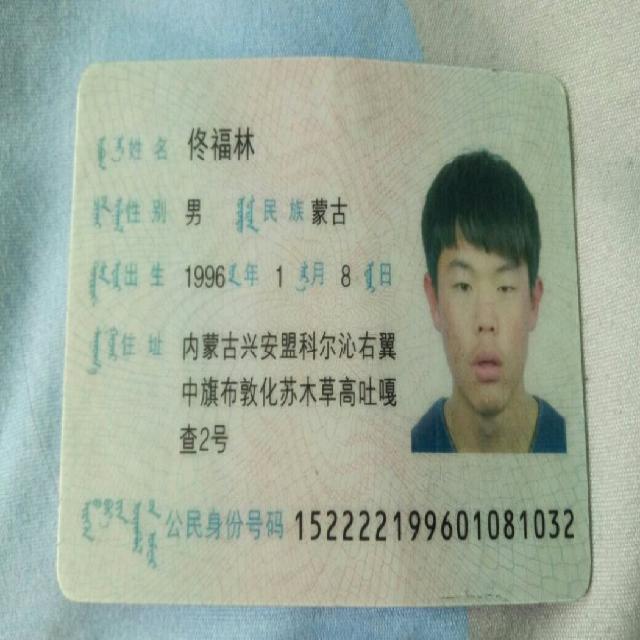 姓名 佟福林
性别 男 民族 蒙古
出生 1996 年 1 月 8 日
住址 内蒙古兴安盟科尔沁右翼
中旗布敦化苏木草高吐嘎
查2号
公民身份号码 152222199601081032